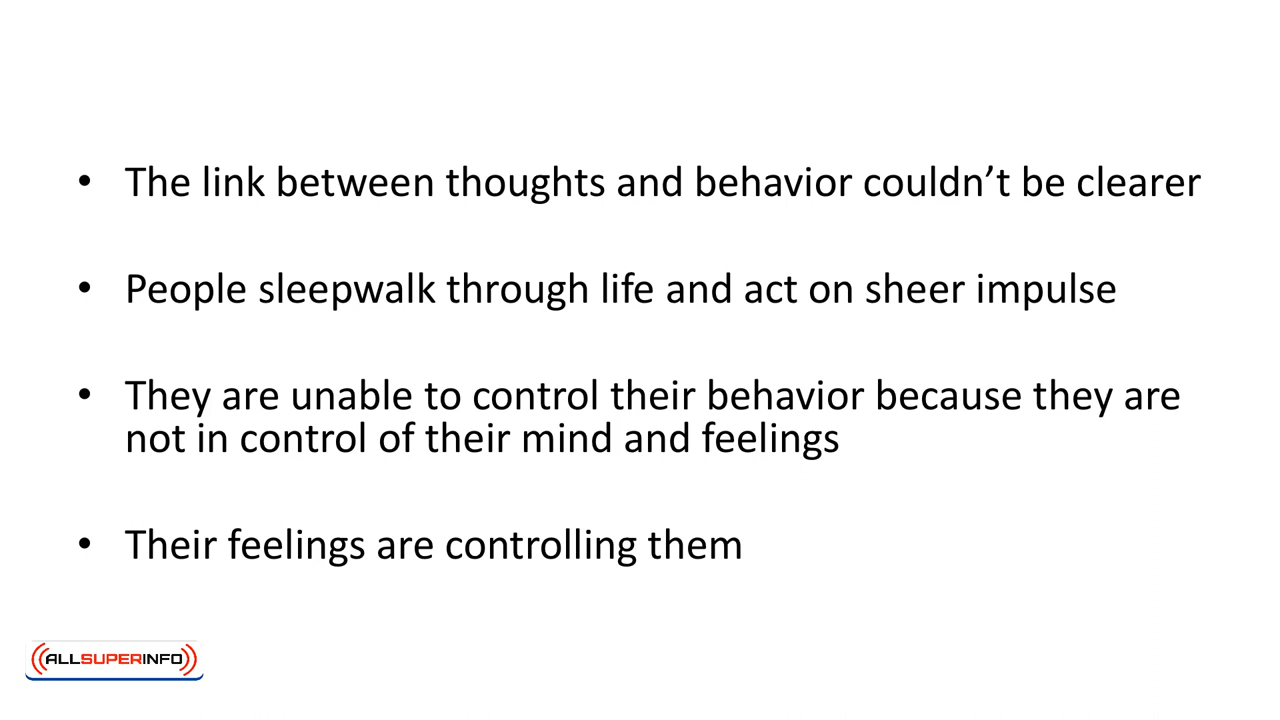 • The link between thoughts and behavior couldn’t be clearer
• People sleepwalk through life and act on sheer impulse
• They are unable to control their behavior because they are
not in control of their mind and feelings
• Their feelings are controlling them
ALLSUPERINFO